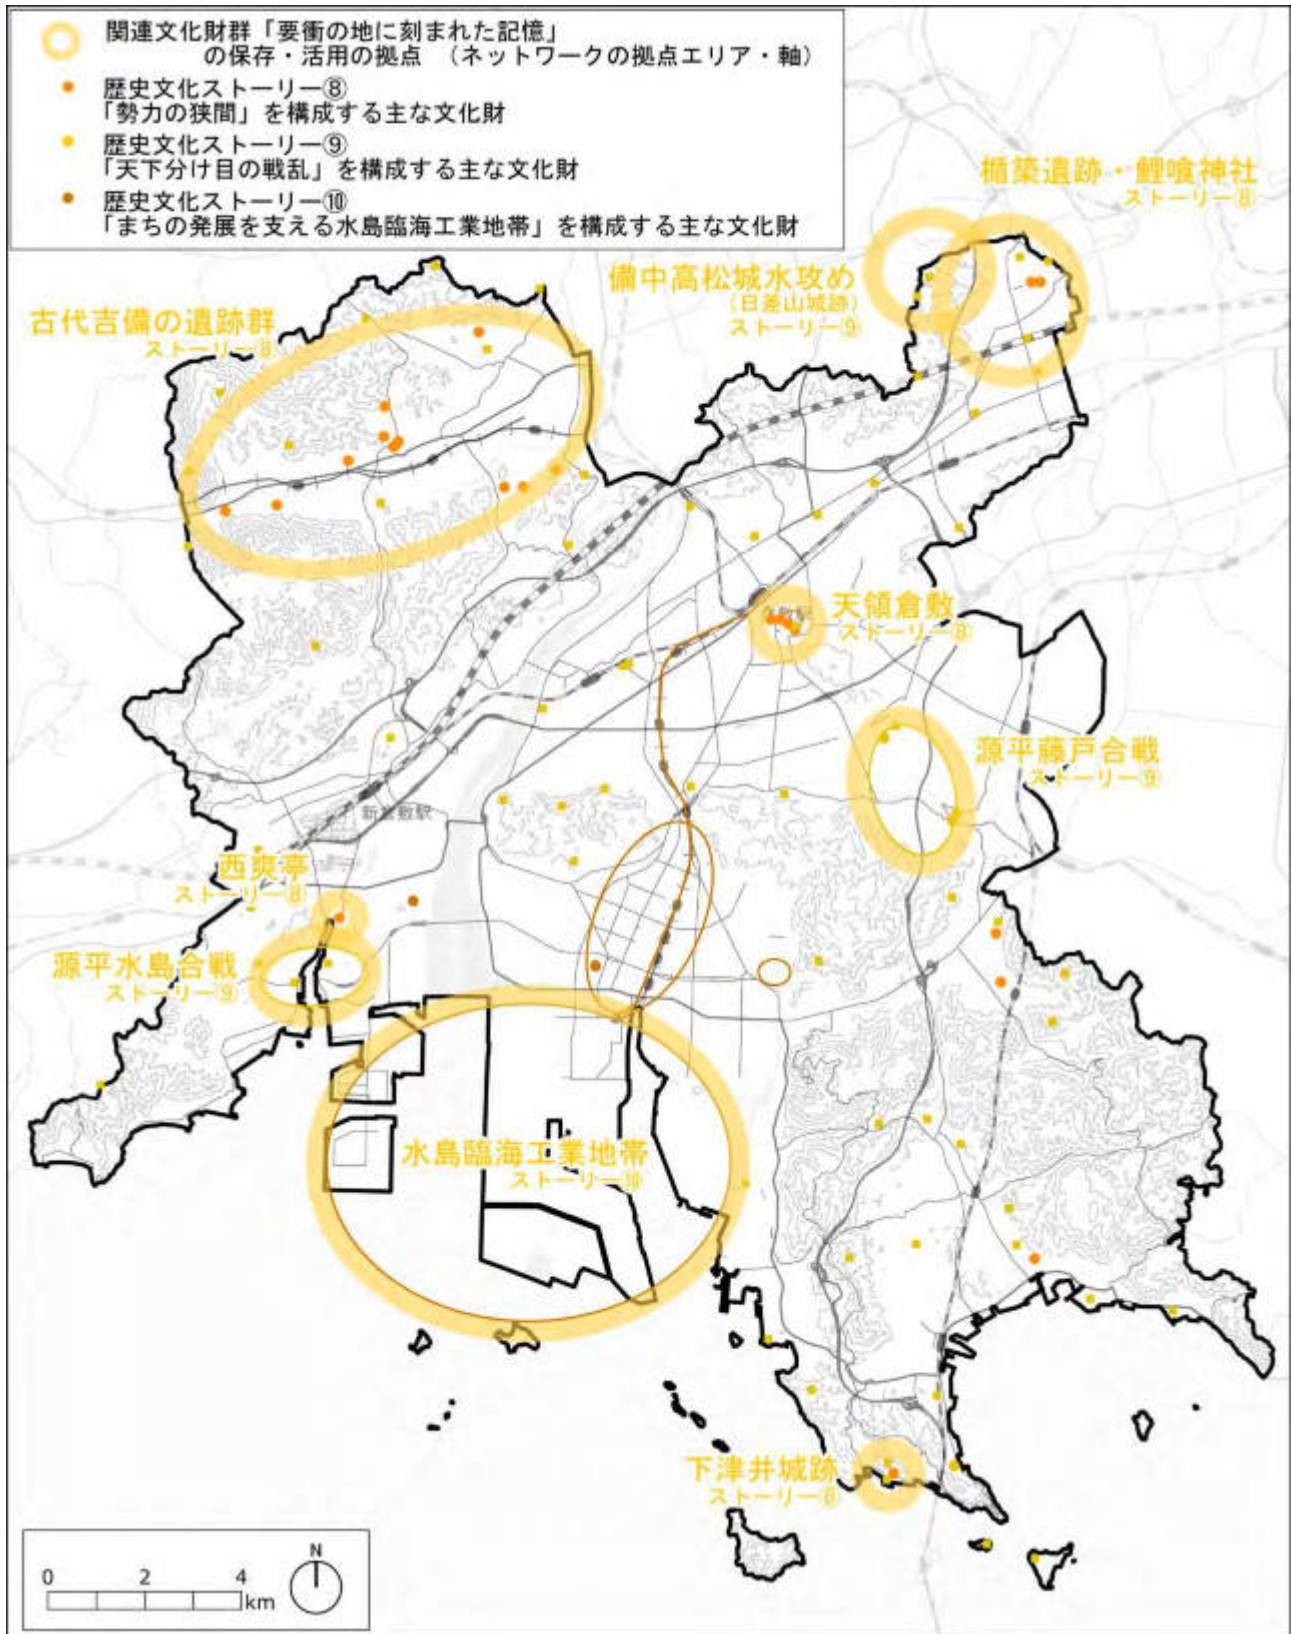 関連文化財群「要衝の地に刻まれた記憶」
の保存・活用の拠点 （ネットワークの拠点エリア・軸）
歴史文化ストーリー⑧
「勢力の狭間」を構成する主な文化財
歴史文化ストーリー⑨
「天下分け目の戦乱」を構成する主な文化財
歴史文化ストーリー⑩
「まちの発展を支える水島臨海工業地帯」を構成する主な文化財
楯築遺跡・鯉喰神社
ストーリー⑧
備中高松城水攻め
（日差山城跡）
ストーリー⑨
古代吉備の遺跡群
ストーリー⑧
天領倉敷
ストーリー⑧
源平藤戸合戦
ストーリー⑨
新倉敷駅
西爽亭
ストーリー⑧
源平水島合戦
ストーリー⑨
水島臨海工業地帯
ストーリー⑩
下津井城跡
ストーリー⑧
0 2 4
km
N